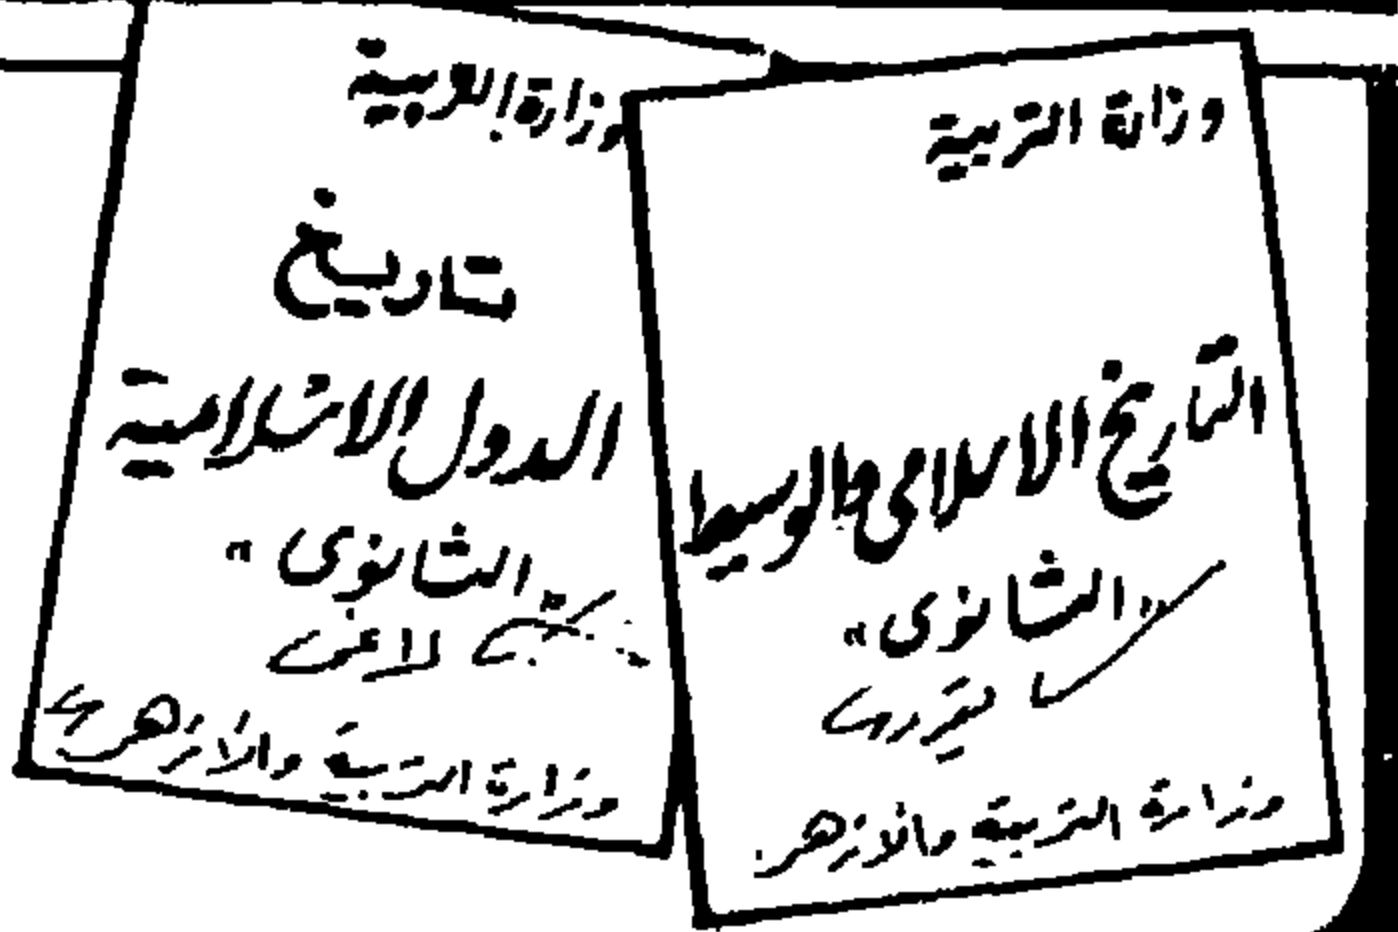 وزارة التربية
التاريخ الاسلامى والوسيط
"الثانوى"
وزارة التربية والأزهر
وزارة التربية
تاريخ
الدول الاسلامية
"الثانوى"
وزارة التربية والأزهر